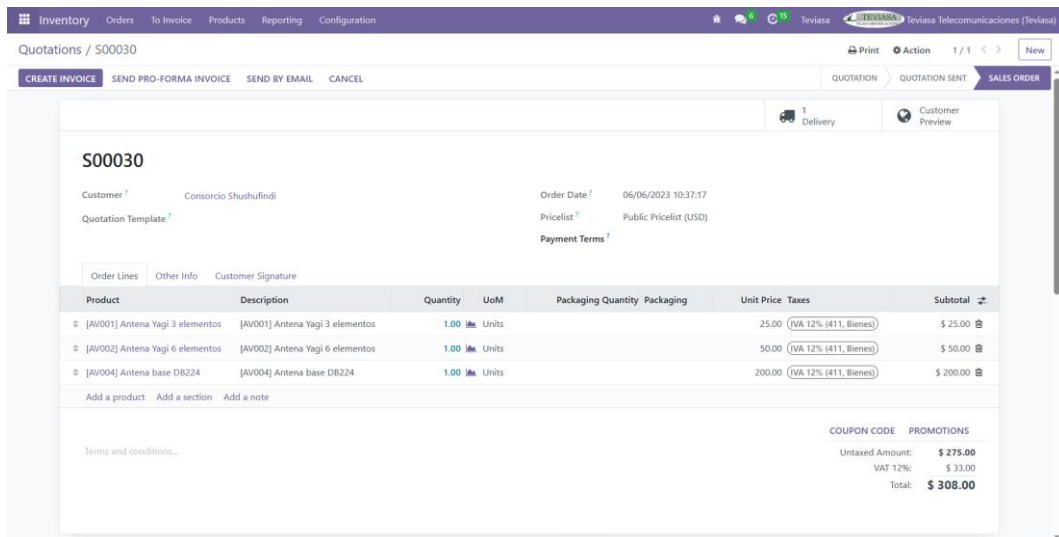 Inventory Orders To Invoice Products Reporting Configuration 6 15 Teviasa TEVIASA Teviasa Telecomunicaciones (Teviasa)
Quotations / S00030 Print Action 1 / 1 New
CREATE INVOICE SEND PRO-FORMA INVOICE SEND BY EMAIL CANCEL QUOTATION QUOTATION SENT SALES ORDER
1 Delivery Customer Preview
S00030
Customer ? Consorcio Shushufindi Order Date ? 06/06/2023 10:37:17
Quotation Template ? Pricelist ? Public Pricelist (USD)
Payment Terms ?
Order Lines Other Info Customer Signature
Product Description Quantity UoM Packaging Quantity Packaging Unit Price Taxes Subtotal
[AV001] Antena Yagi 3 elementos [AV001] Antena Yagi 3 elementos 1.00 Units 25.00 IVA 12% (411, Bienes) $ 25.00
[AV002] Antena Yagi 6 elementos [AV002] Antena Yagi 6 elementos 1.00 Units 50.00 IVA 12% (411, Bienes) $ 50.00
[AV004] Antena base DB224 [AV004] Antena base DB224 1.00 Units 200.00 IVA 12% (411, Bienes) $ 200.00
Add a product Add a section Add a note
COUPON CODE PROMOTIONS
Terms and conditions... Untaxed Amount: $ 275.00
VAT 12%: $ 33.00
Total: $ 308.00